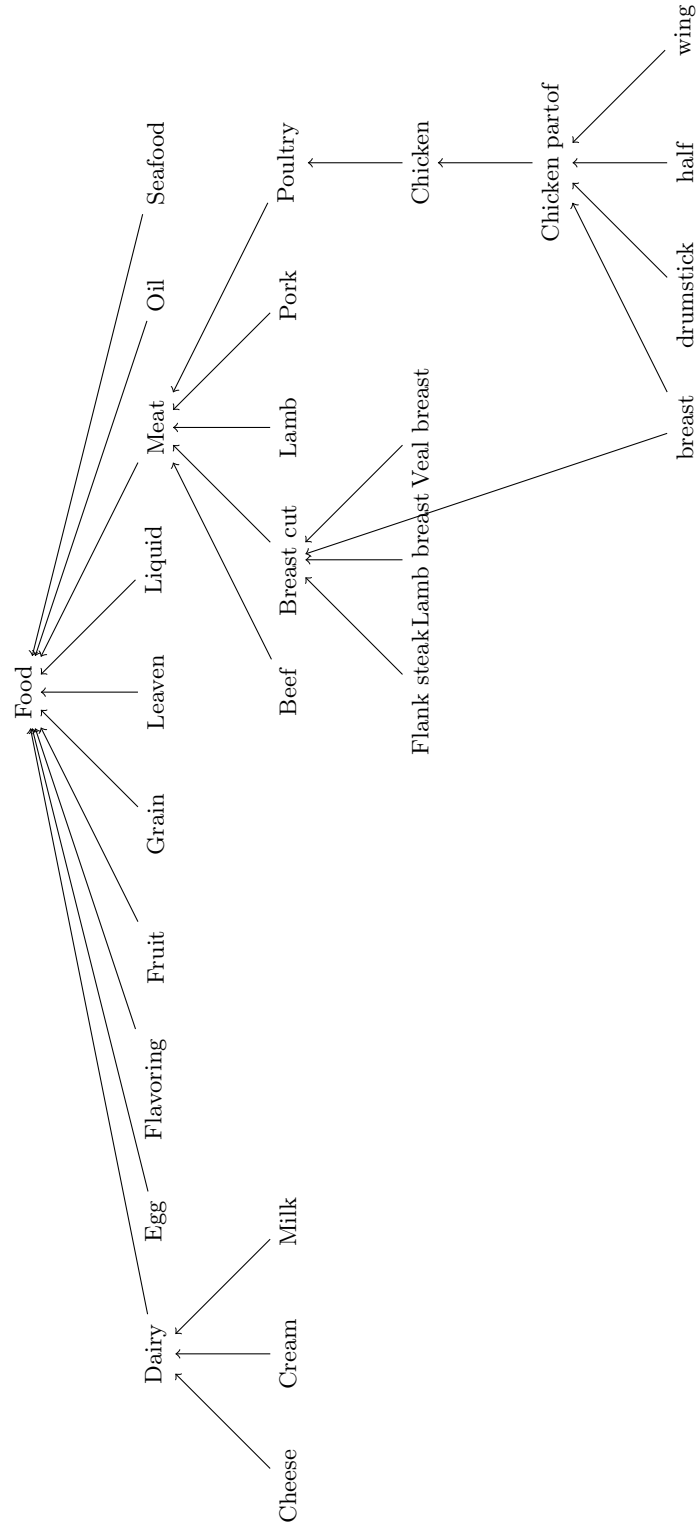 Food
Dairy
Egg
Flavoring
Fruit
Grain
Leaven
Liquid
Meat
Oil
Seafood
Cheese
Cream
Milk
Beef
Breast cut
Lamb
Pork
Poultry
Flank steak
Lamb breast
Veal breast
Chicken
Chicken partof
breast
drumstick
half
wing